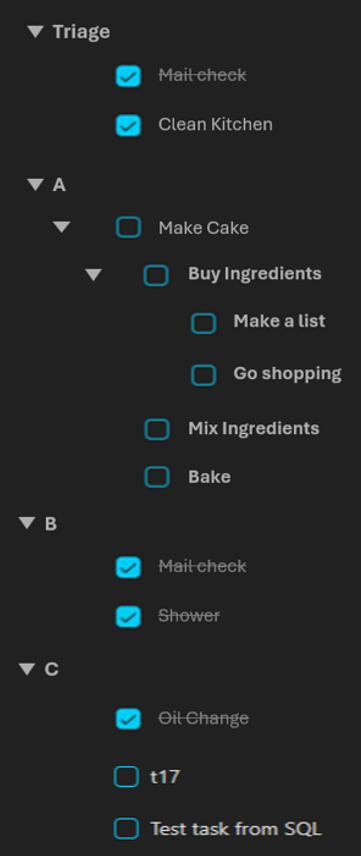 Triage
Mail check
Clean Kitchen
A
Make Cake
Buy Ingredients
Make a list
Go shopping
Mix Ingredients
Bake
B
Mail check
Shower
C
Oil Change
t17
Test task from SQL